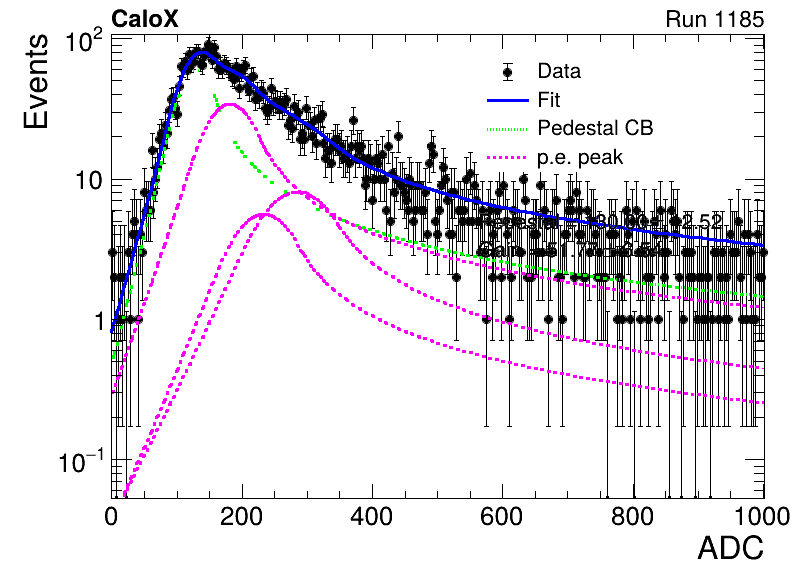 CaloX Run 1185
Events
Data
Fit
Pedestal CB
p.e. peak
10²
10
1
10⁻¹
0 200 400 600 800 1000
ADC